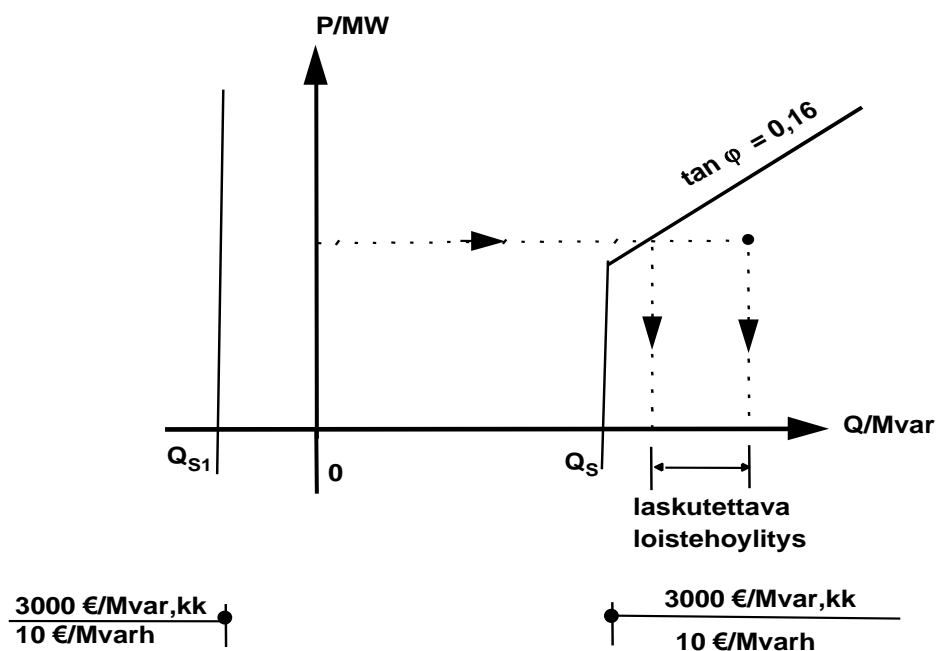 P/MW
tan φ = 0,16
Q/Mvar
Q_S1
0
Q_S
laskutettava
loistehoylitys
3000 €/Mvar,kk
10 €/Mvarh
3000 €/Mvar,kk
10 €/Mvarh